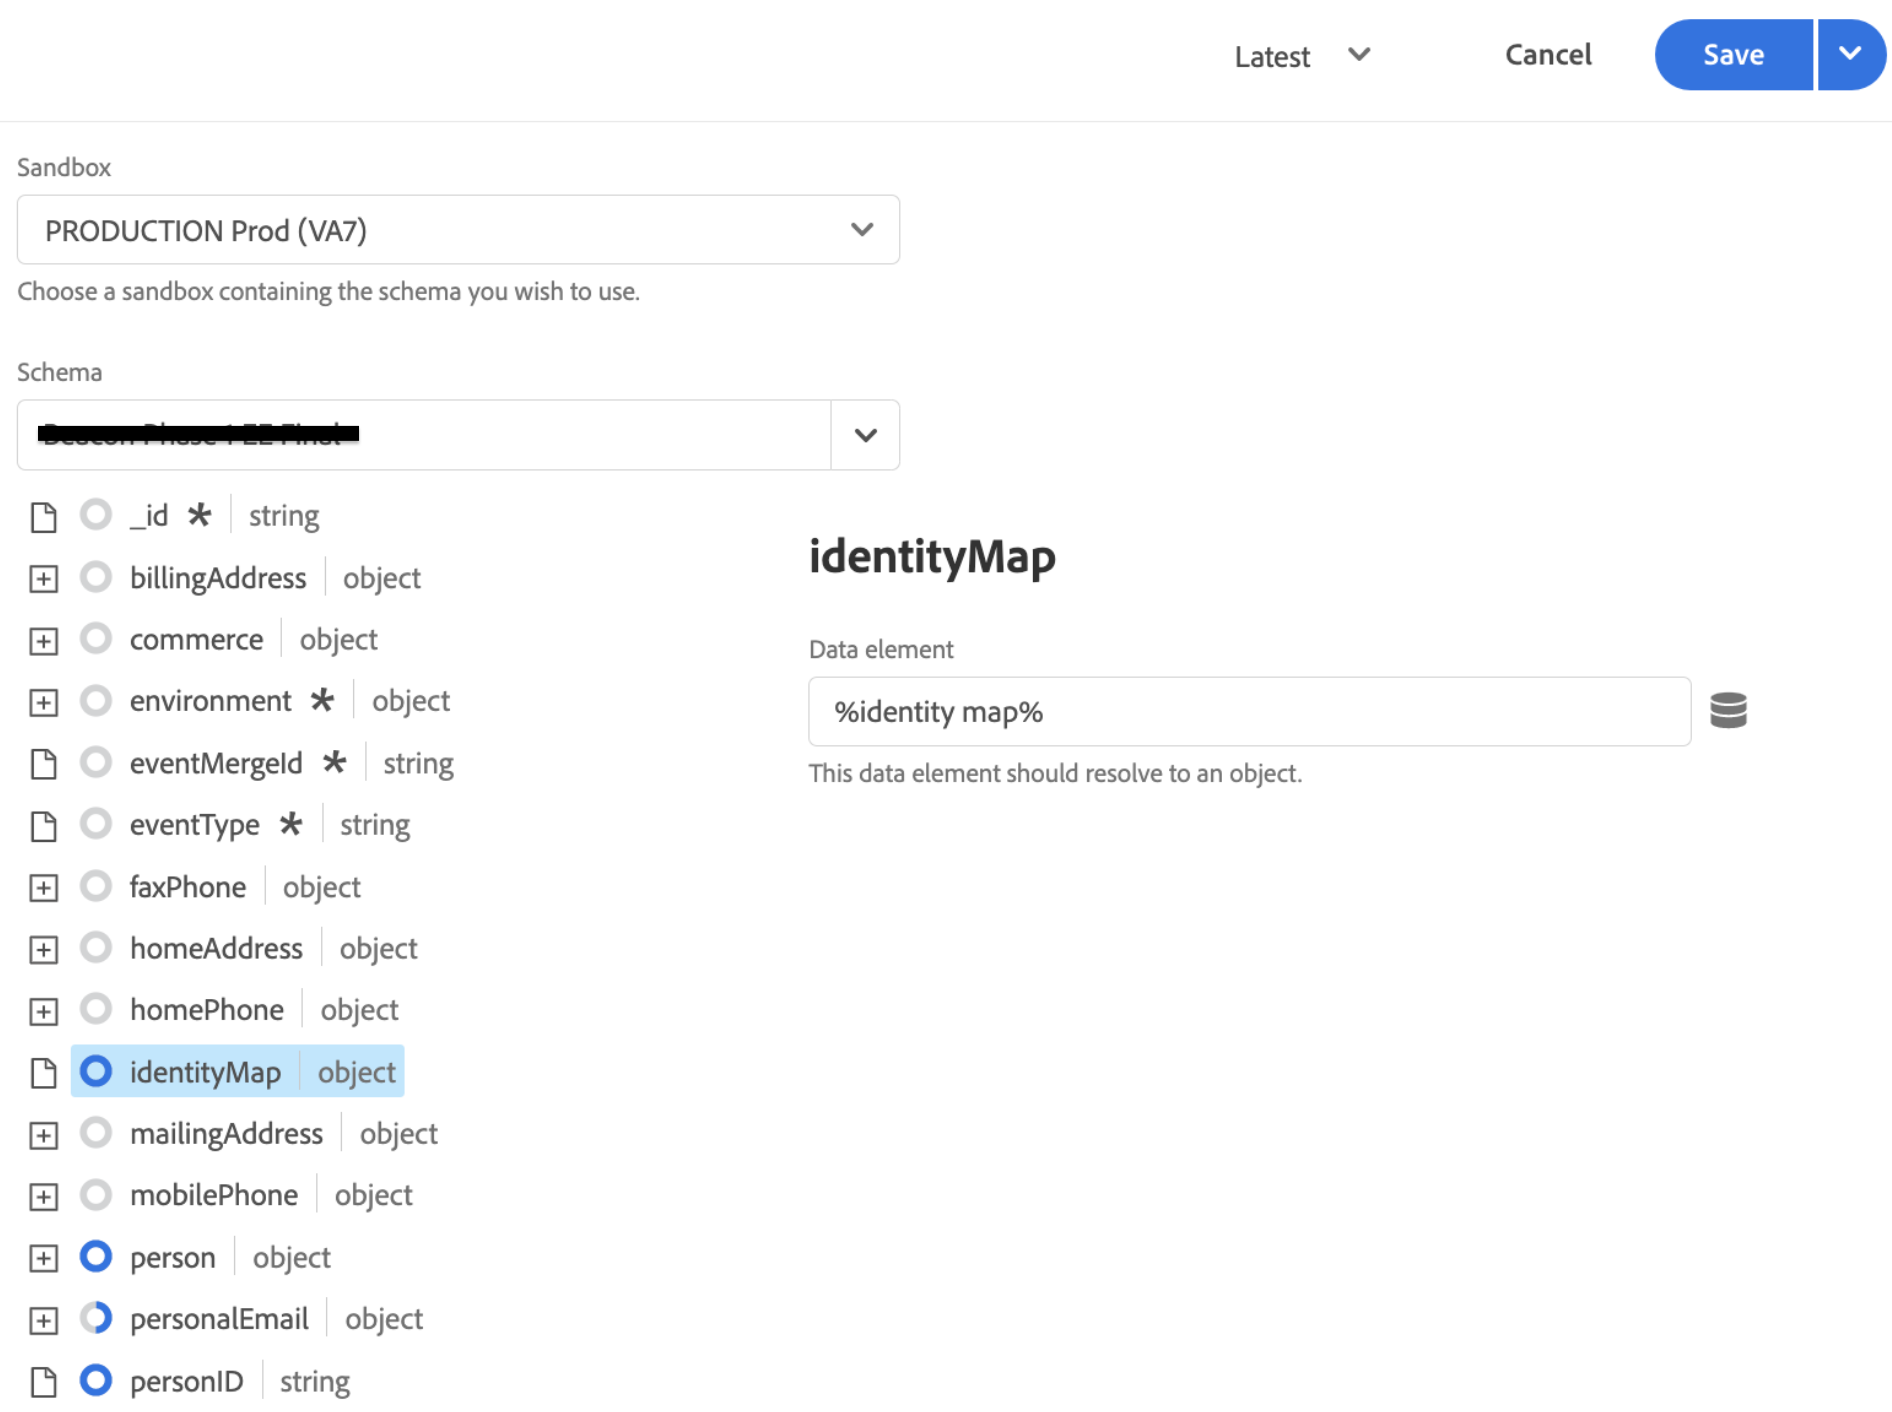 Latest Cancel Save
Sandbox
PRODUCTION Prod (VA7)
Choose a sandbox containing the schema you wish to use.
Schema
_id * string
billingAddress object
commerce object
environment * object
eventMergeId * string
eventType * string
faxPhone object
homeAddress object
homePhone object
identityMap object
mailingAddress object
mobilePhone object
person object
personalEmail object
personID string
identityMap
Data element
%identity map%
This data element should resolve to an object.